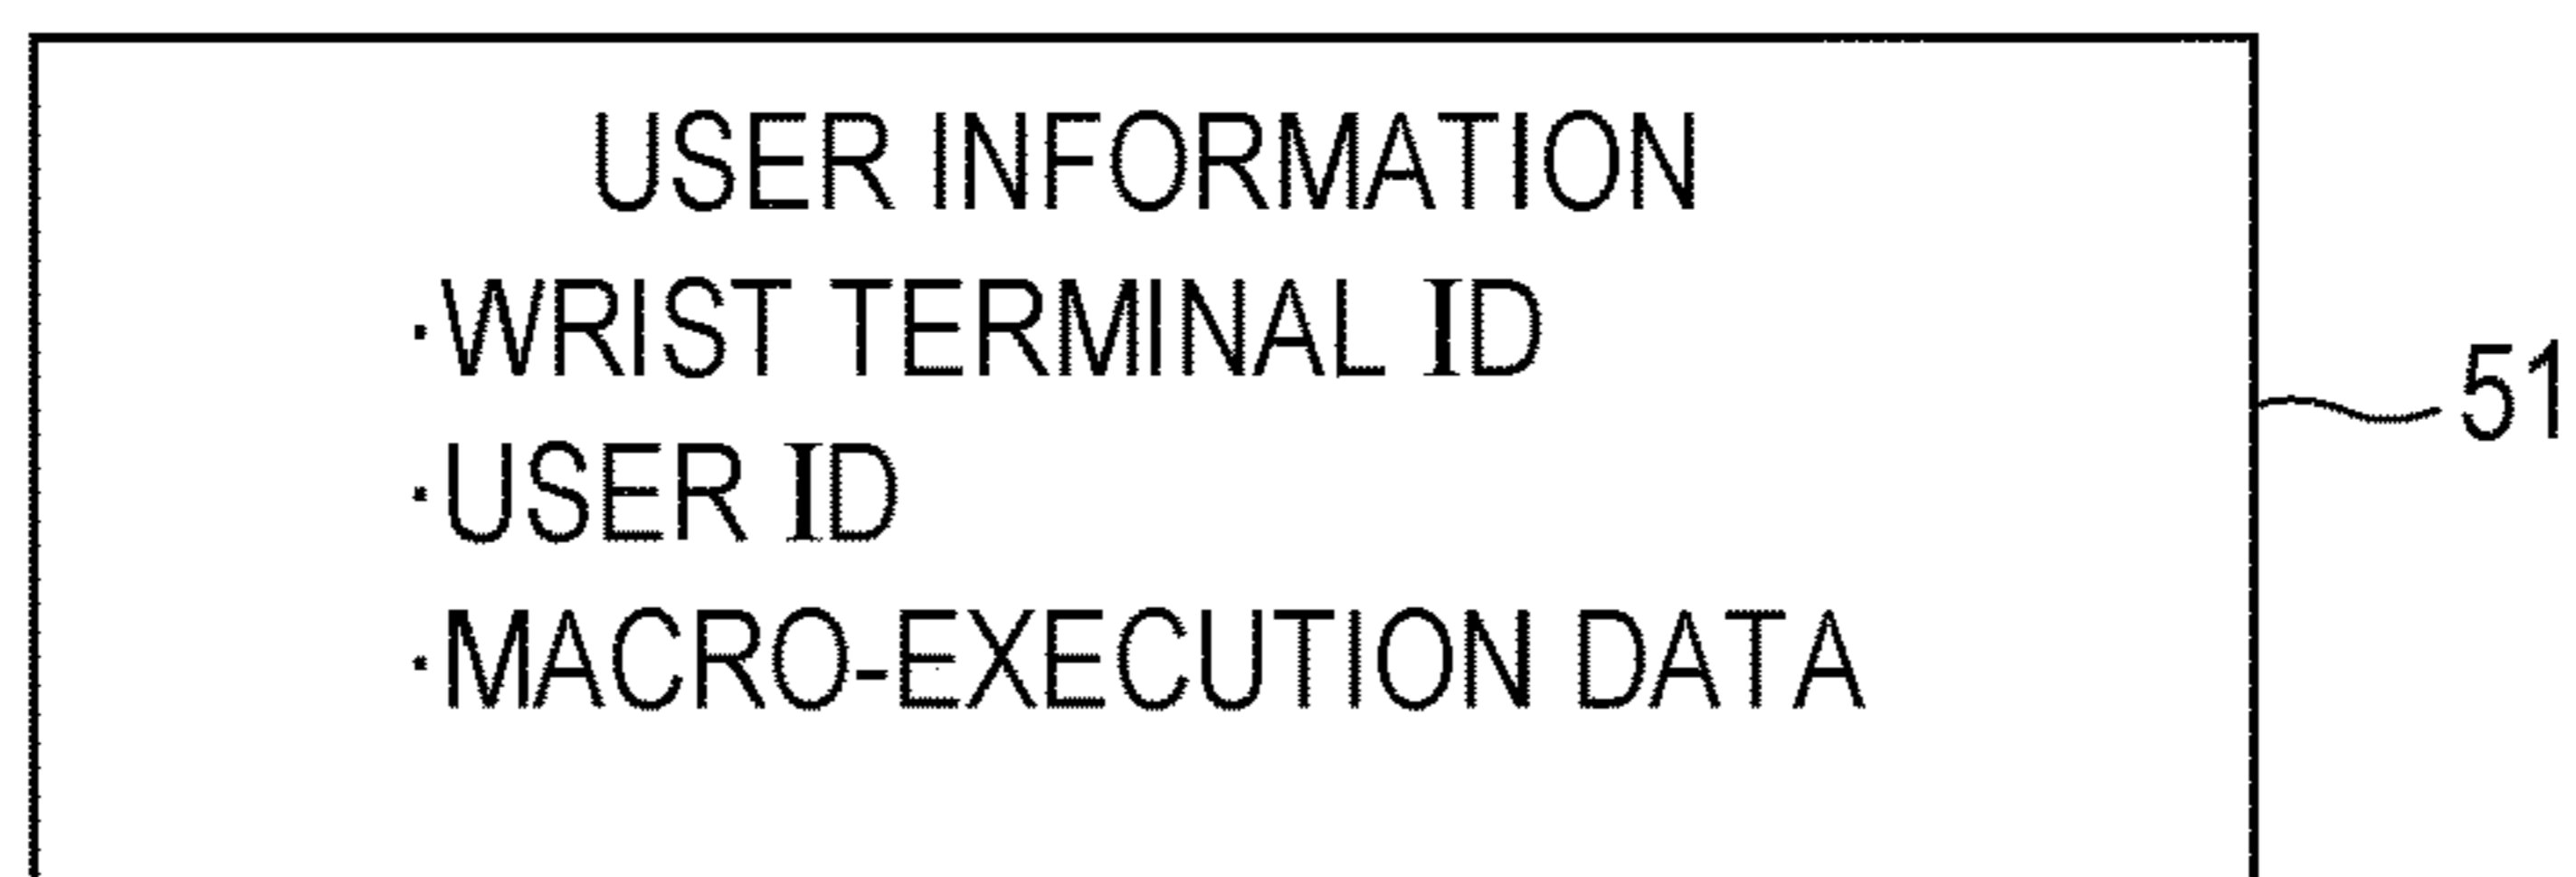 USER INFORMATION
·WRIST TERMINAL ID
51
·USER ID
·MACRO-EXECUTION DATA